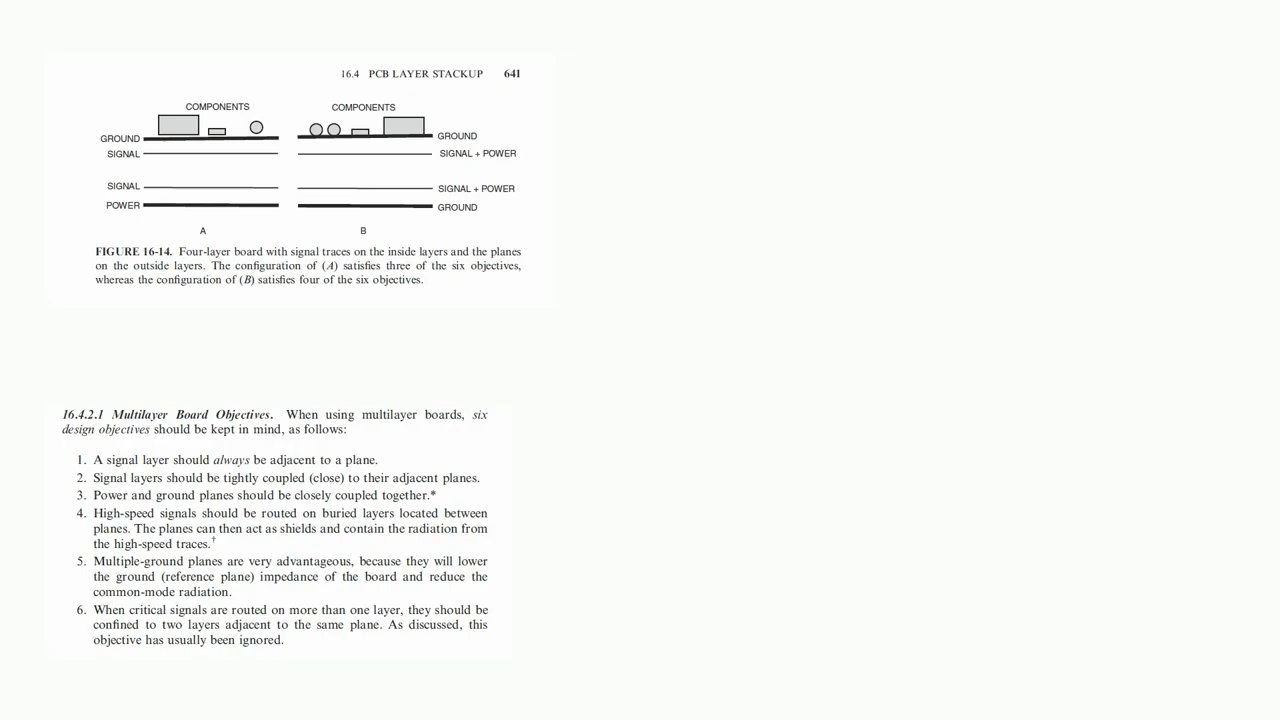 16.4 PCB LAYER STACKUP 641
COMPONENTS COMPONENTS
GROUND GROUND
SIGNAL SIGNAL + POWER
SIGNAL SIGNAL + POWER
POWER GROUND
A B
FIGURE 16-14. Four-layer board with signal traces on the inside layers and the planes
on the outside layers. The configuration of (A) satisfies three of the six objectives,
whereas the configuration of (B) satisfies four of the six objectives.
16.4.2.1 Multilayer Board Objectives. When using multilayer boards, six
design objectives should be kept in mind, as follows:
1. A signal layer should always be adjacent to a plane.
2. Signal layers should be tightly coupled (close) to their adjacent planes.
3. Power and ground planes should be closely coupled together.*
4. High-speed signals should be routed on buried layers located between
planes. The planes can then act as shields and contain the radiation from
the high-speed traces.†
5. Multiple-ground planes are very advantageous, because they will lower
the ground (reference plane) impedance of the board and reduce the
common-mode radiation.
6. When critical signals are routed on more than one layer, they should be
confined to two layers adjacent to the same plane. As discussed, this
objective has usually been ignored.